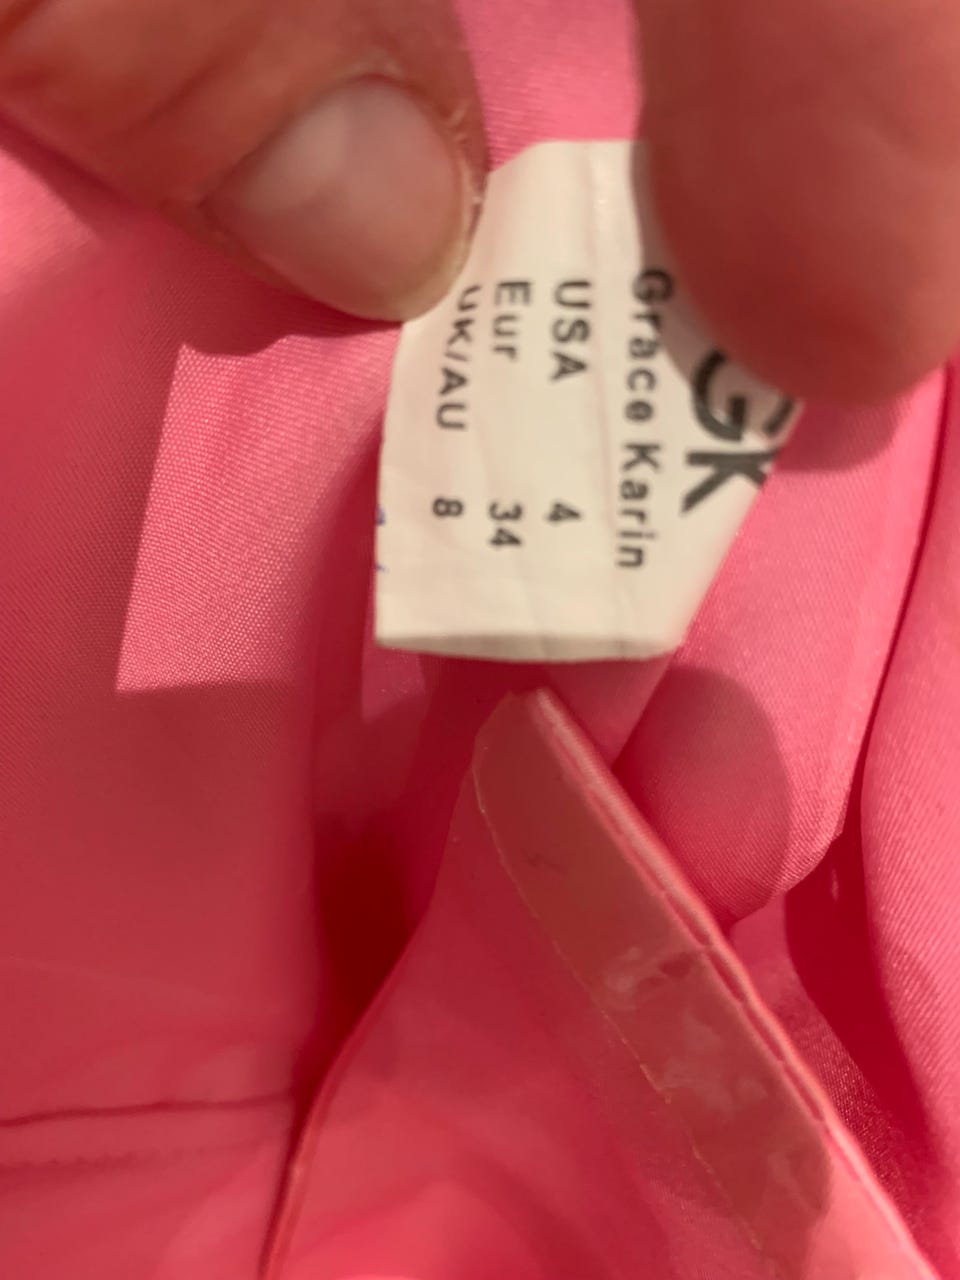 GK
Grace Karin
USA 4
Eur 34
UK/AU 8